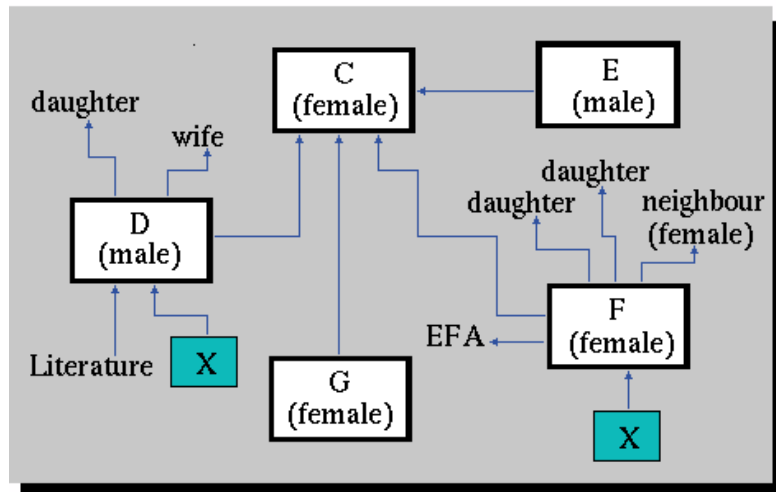 C
(female)
E
(male)
daughter
wife
D
(male)
daughter
daughter
neighbour
(female)
F
(female)
EFA
Literature
X
G
(female)
X